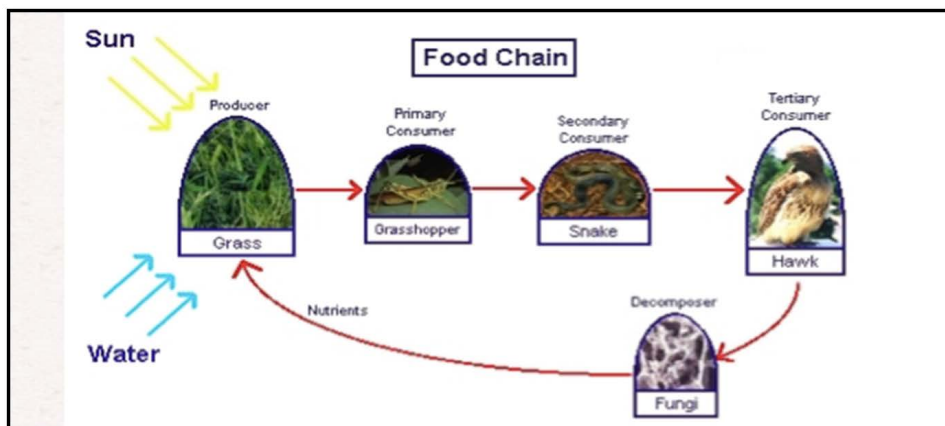 Sun
Food Chain
Producer
Primary
Consumer
Secondary
Consumer
Tertiary
Consumer
Grass
Grasshopper
Snake
Hawk
Nutrients
Decomposer
Water
Fungi